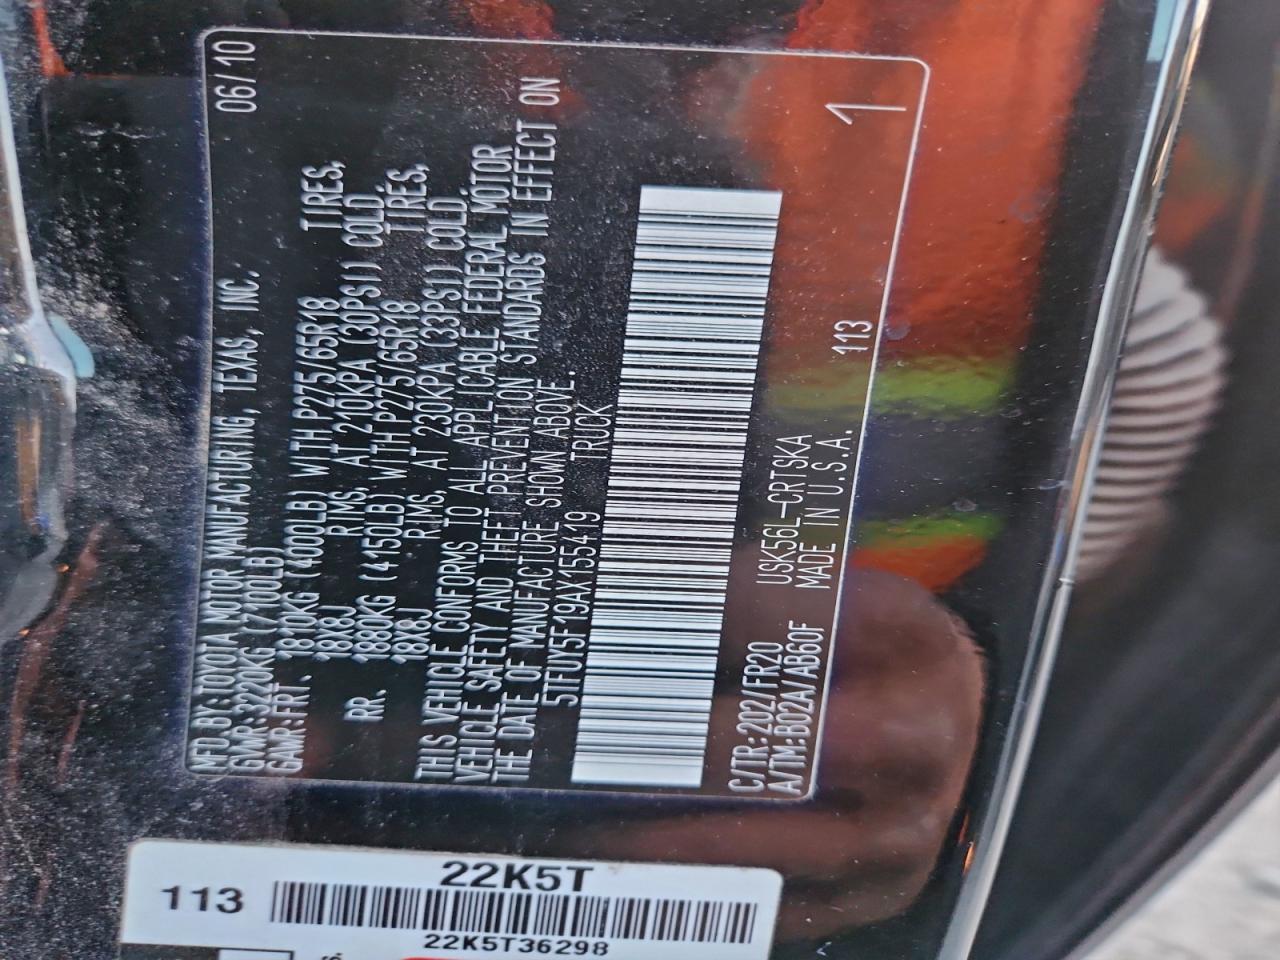 MFD.BY:TOYOTA MOTOR MANUFACTURING, TEXAS, INC. 06/10
GVWR:3220KG (7100LB)
GAWR:FRT. 1810KG (4000LB) WITH P275/65R18 TIRES,
18X8J RIMS, AT 210KPA (30PSI) COLD
RR. 1880KG (4150LB) WITH P275/65R18 TIRES,
18X8J RIMS, AT 230KPA (33PSI) COLD
THIS VEHICLE CONFORMS TO ALL APPLICABLE FEDERAL MOTOR
VEHICLE SAFETY AND THEFT PREVENTION STANDARDS IN EFFECT ON
THE DATE OF MANUFACTURE SHOWN ABOVE.
5TFUY5F19AX155419 TRUCK
C/TR:202/FR20 USK56L-CRTSKA 113 1
A/TM:B02A/AB60F MADE IN U.S.A.
22K5T
113
22K5T36298